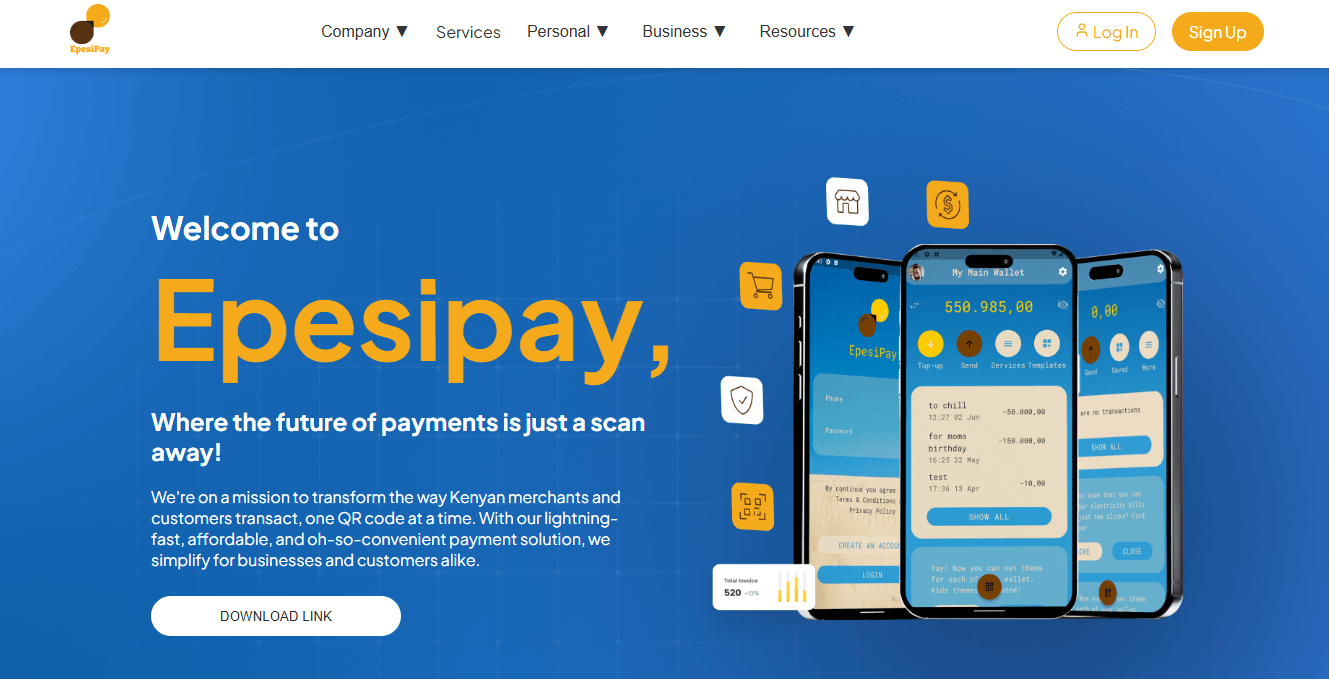 EpesiPay
Company ▼
Services
Personal ▼
Business ▼
Resources ▼
Log In
Sign Up
Welcome to
Epesipay,
Where the future of payments is just a scan
away!
We're on a mission to transform the way Kenyan merchants and
customers transact, one QR code at a time. With our lightning-
fast, affordable, and oh-so-convenient payment solution, we
simplify for businesses and customers alike.
DOWNLOAD LINK
EpesiPay
Phone
Password
By continue you agree
Terms & Conditions
Privacy Policy
CREATE AN ACCOU
LOGIN
Total Invoice
520 +12%
My Main Wallet
550.985,00
Top-up
Send
Services
Templates
to chill
12:27 02 Jun
-50.000,00
for moms
birthday
16:25 22 May
-150.000,00
test
17:36 13 Apr
-10,00
SHOW ALL
Yay! Now you can set theme
for each of wallet.
Kids themes ded!
0,00
Send
Saved
More
are no transactions
SHOW ALL
know that you can
electricity bills
just two clicks? Find
CLOSE
Now set theme